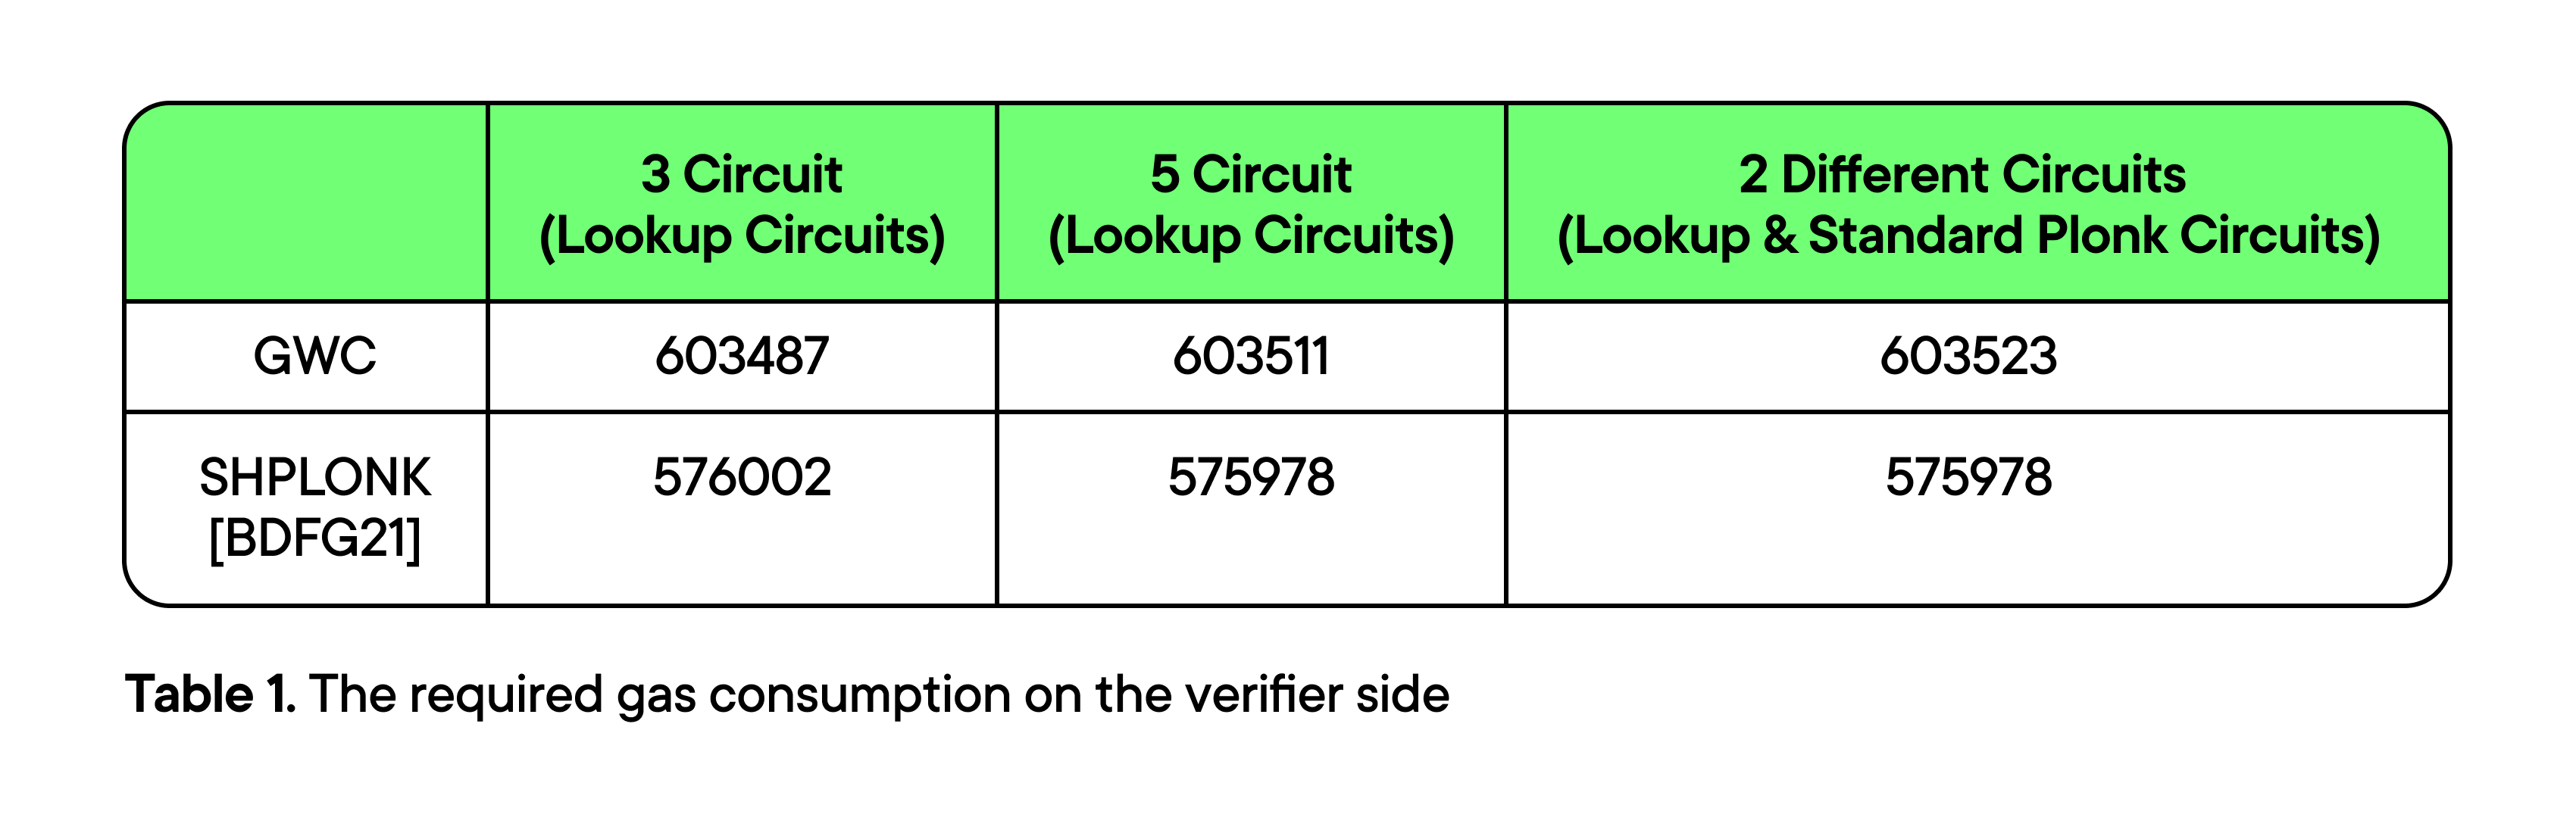 3 Circuit
(Lookup Circuits)
5 Circuit
(Lookup Circuits)
2 Different Circuits
(Lookup & Standard Plonk Circuits)
GWC
603487
603511
603523
SHPLONK
[BDFG21]
576002
575978
575978
Table 1. The required gas consumption on the verifier side